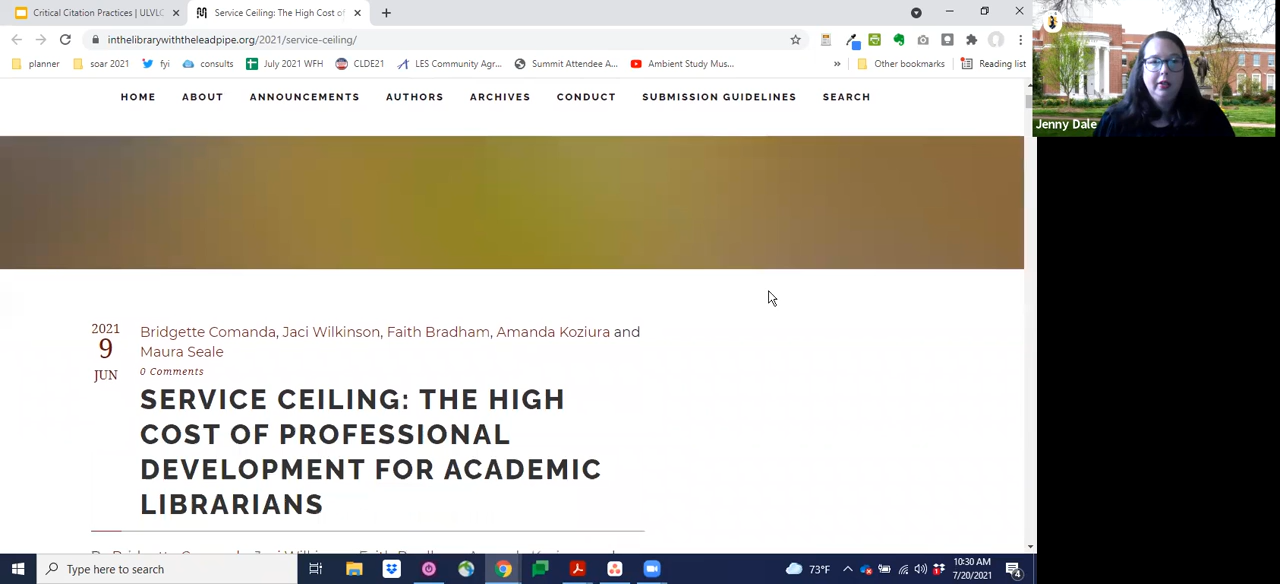 Critical Citation Practices | ULVLC
Service Ceiling: The High Cost of
inthelibrarywiththeleadpipe.org/2021/service-ceiling/
planner
soar 2021
fyi
consults
July 2021 WFH
CLDE21
LES Community Agr...
Summit Attendee A...
Ambient Study Mus...
»
Other bookmarks
Reading list
HOME
ABOUT
ANNOUNCEMENTS
AUTHORS
ARCHIVES
CONDUCT
SUBMISSION GUIDELINES
SEARCH
Jenny Dale
2021
9
JUN
Bridgette Comanda, Jaci Wilkinson, Faith Bradham, Amanda Koziura and
Maura Seale
0 Comments
SERVICE CEILING: THE HIGH
COST OF PROFESSIONAL
DEVELOPMENT FOR ACADEMIC
LIBRARIANS
Type here to search
73°F
10:30 AM
7/20/2021
4